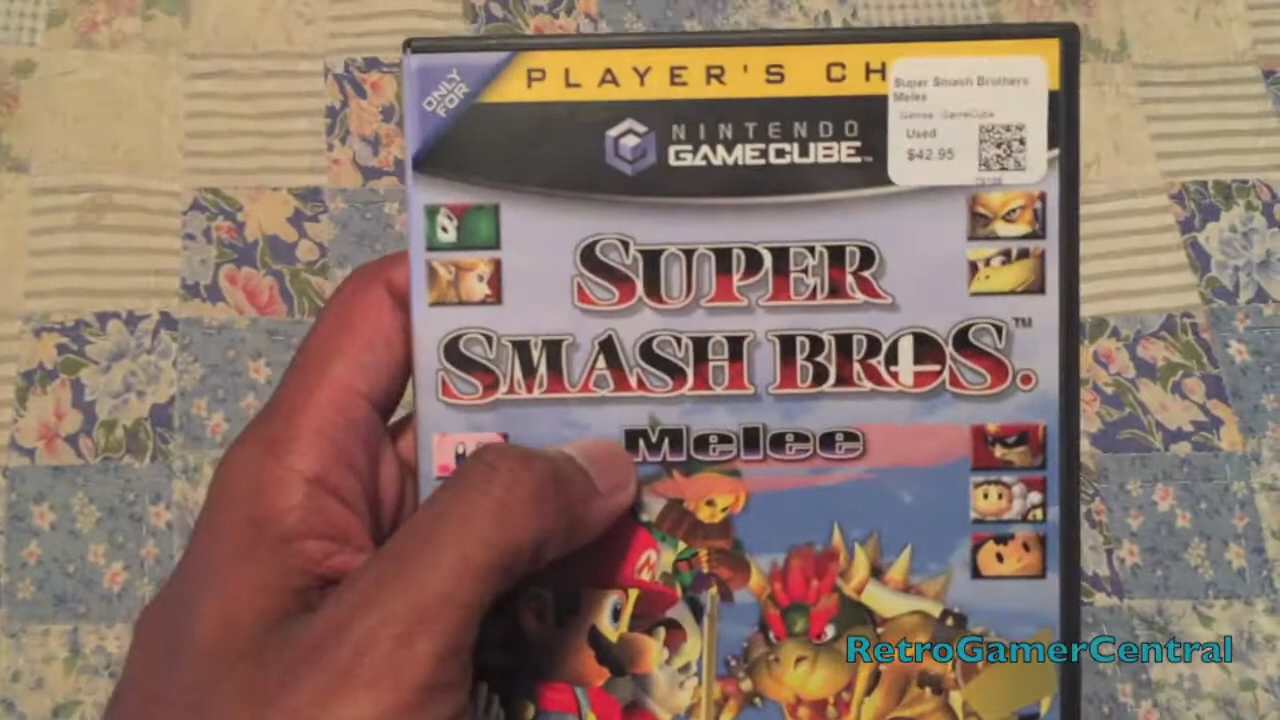 ONLY
FOR
PLAYER'S CH
Super Smash Brothers
Melee
Games GameCube
Used
$42.95
NINTENDO
GAMECUBE™
SUPER
SMASH BROS.™
Melee
M
RetroGamerCentral